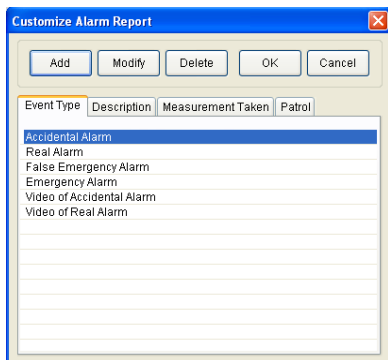 Customize Alarm Report
Add Modify Delete OK Cancel
Event Type Description Measurement Taken Patrol
Accidental Alarm
Real Alarm
False Emergency Alarm
Emergency Alarm
Video of Accidental Alarm
Video of Real Alarm